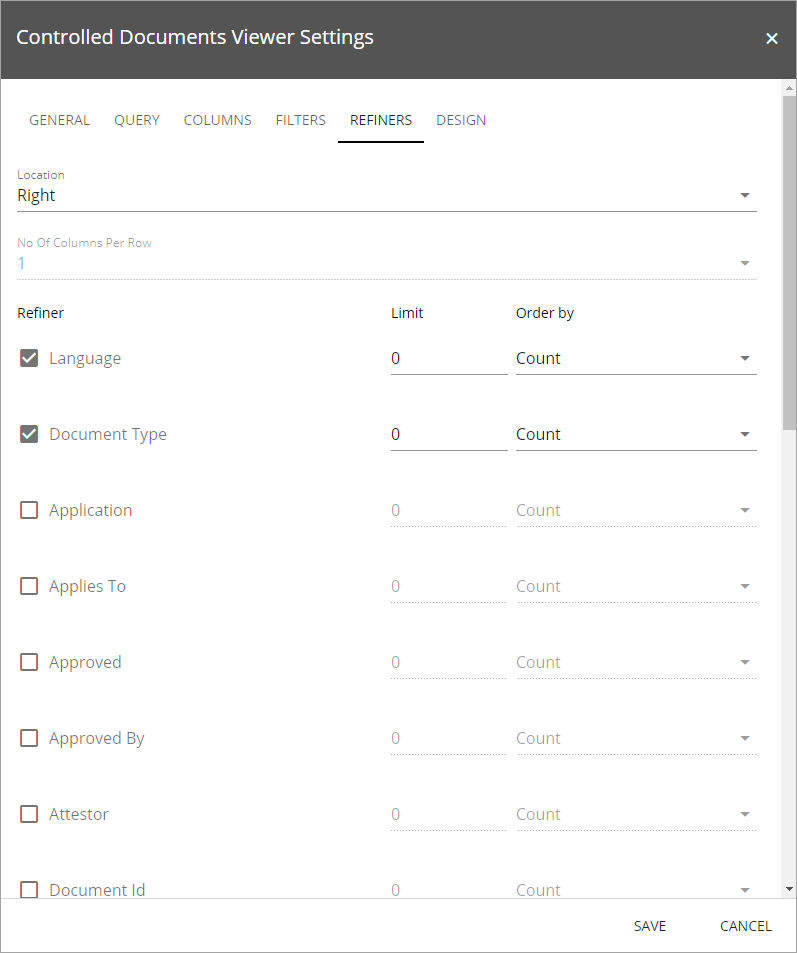 Controlled Documents Viewer Settings
GENERAL QUERY COLUMNS FILTERS REFINERS DESIGN
Location
Right
No Of Columns Per Row
1
Refiner Limit Order by
Language 0 Count
Document Type 0 Count
Application 0 Count
Applies To 0 Count
Approved 0 Count
Approved By 0 Count
Attestor 0 Count
Document Id 0 Count
SAVE CANCEL